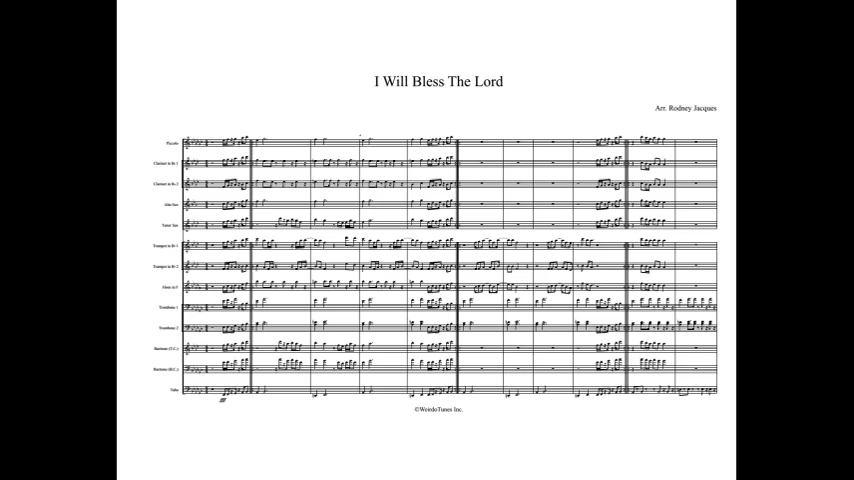 I Will Bless The Lord
Arr. Rodney Jacques
Piccolo
Clarinet in B♭ 1
Clarinet in B♭ 2
Alto Sax
Tenor Sax
Trumpet in B♭ 1
Trumpet in B♭ 2
Horn in F
Trombone 1
Trombone 2
Baritone (T.C.)
Baritone (B.C.)
Tuba
©WeirdoTunes Inc.